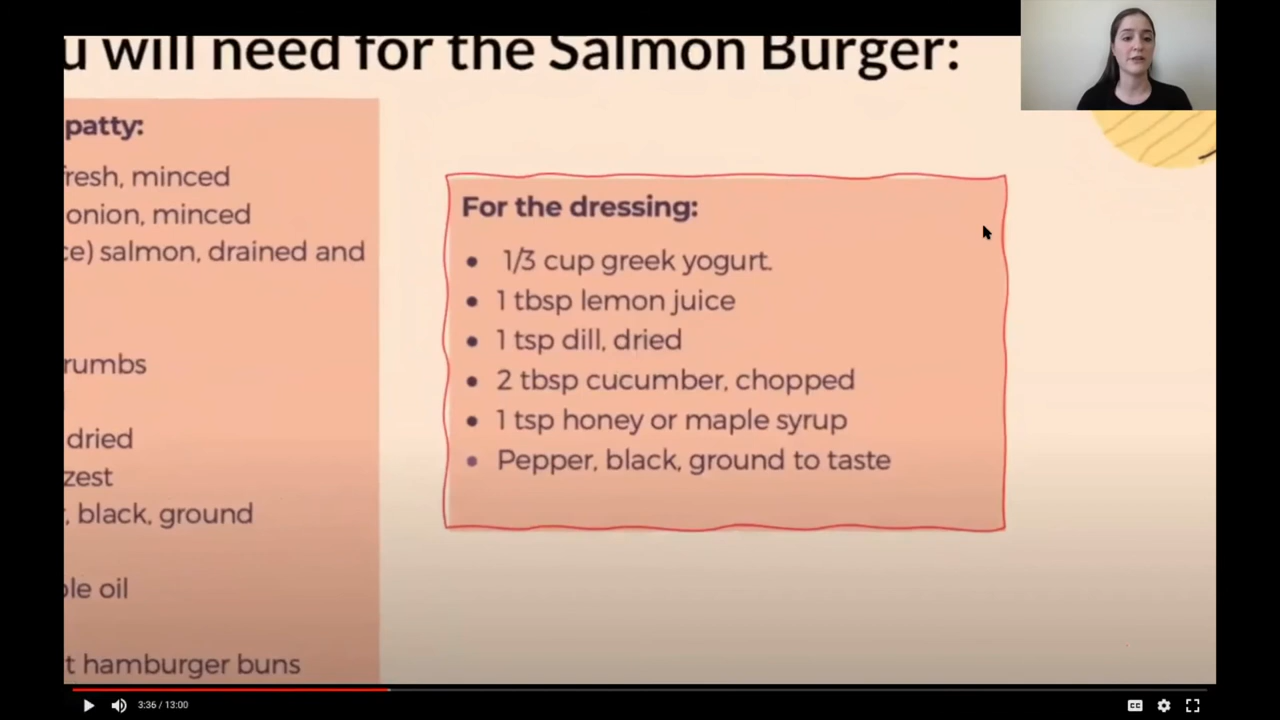 u will need for the Salmon Burger:
patty:
fresh, minced
onion, minced
ce) salmon, drained and
rumbs
dried
zest
, black, ground
ole oil
t hamburger buns
For the dressing:
1/3 cup greek yogurt.
1 tbsp lemon juice
1 tsp dill, dried
2 tbsp cucumber, chopped
1 tsp honey or maple syrup
Pepper, black, ground to taste
3:36 / 13:00
CC